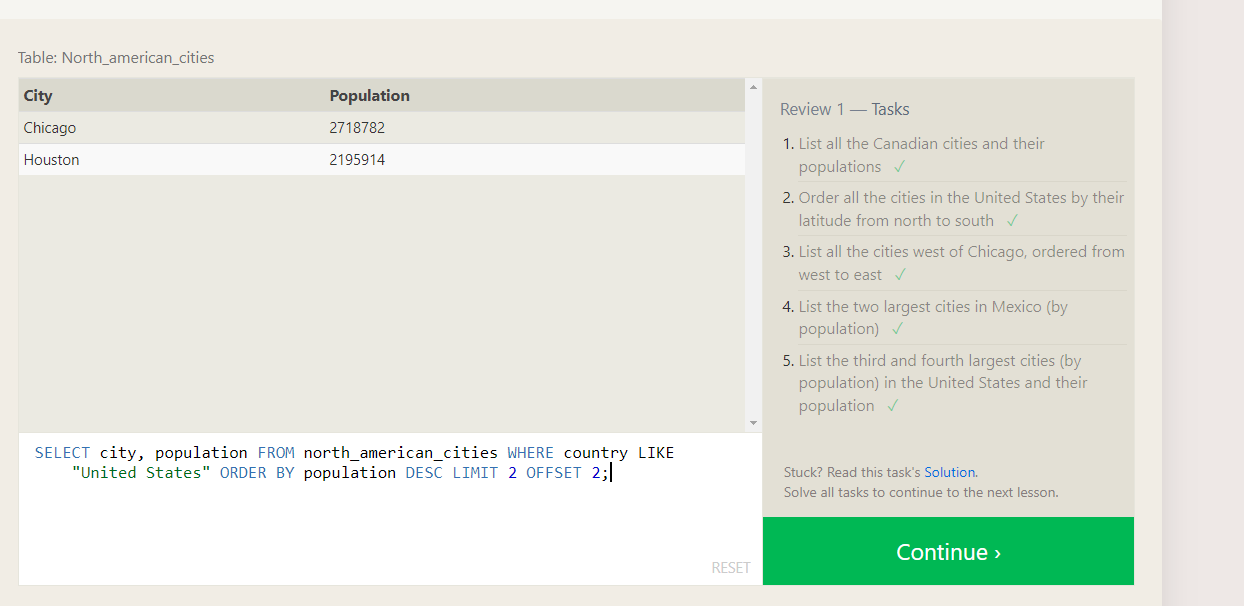 Table: North_american_cities
City Population
Chicago 2718782
Houston 2195914
SELECT city, population FROM north_american_cities WHERE country LIKE
"United States" ORDER BY population DESC LIMIT 2 OFFSET 2;
RESET
Review 1 — Tasks
1. List all the Canadian cities and their
populations ✓
2. Order all the cities in the United States by their
latitude from north to south ✓
3. List all the cities west of Chicago, ordered from
west to east ✓
4. List the two largest cities in Mexico (by
population) ✓
5. List the third and fourth largest cities (by
population) in the United States and their
population ✓
Stuck? Read this task's Solution.
Solve all tasks to continue to the next lesson.
Continue ›